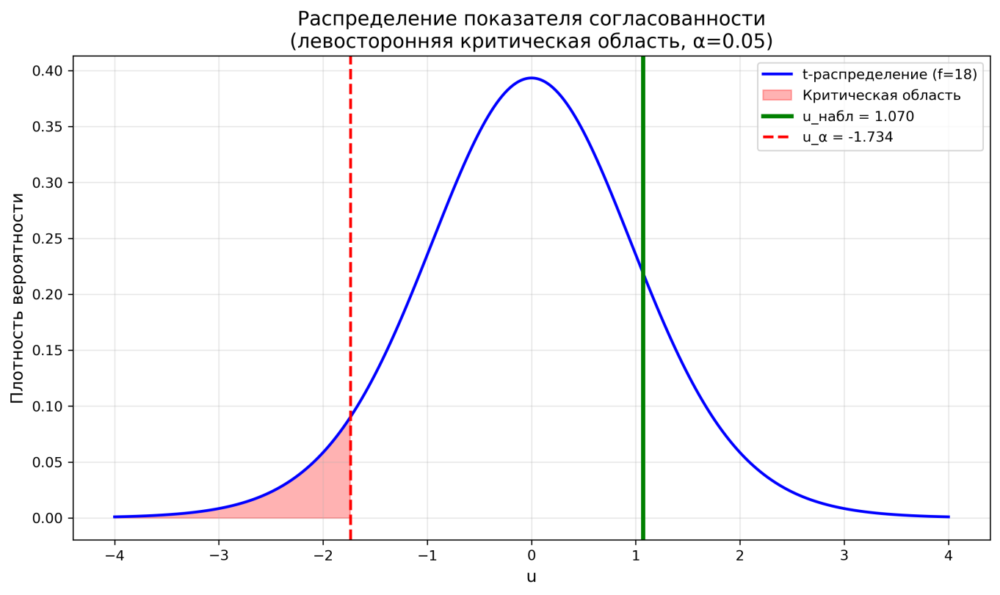 Распределение показателя согласованности
(левосторонняя критическая область, α=0.05)
t-распределение (f=18)
Критическая область
u_набл = 1.070
u_α = -1.734
Плотность вероятности
0.40
0.35
0.30
0.25
0.20
0.15
0.10
0.05
0.00
−4 −3 −2 −1 0 1 2 3 4
u